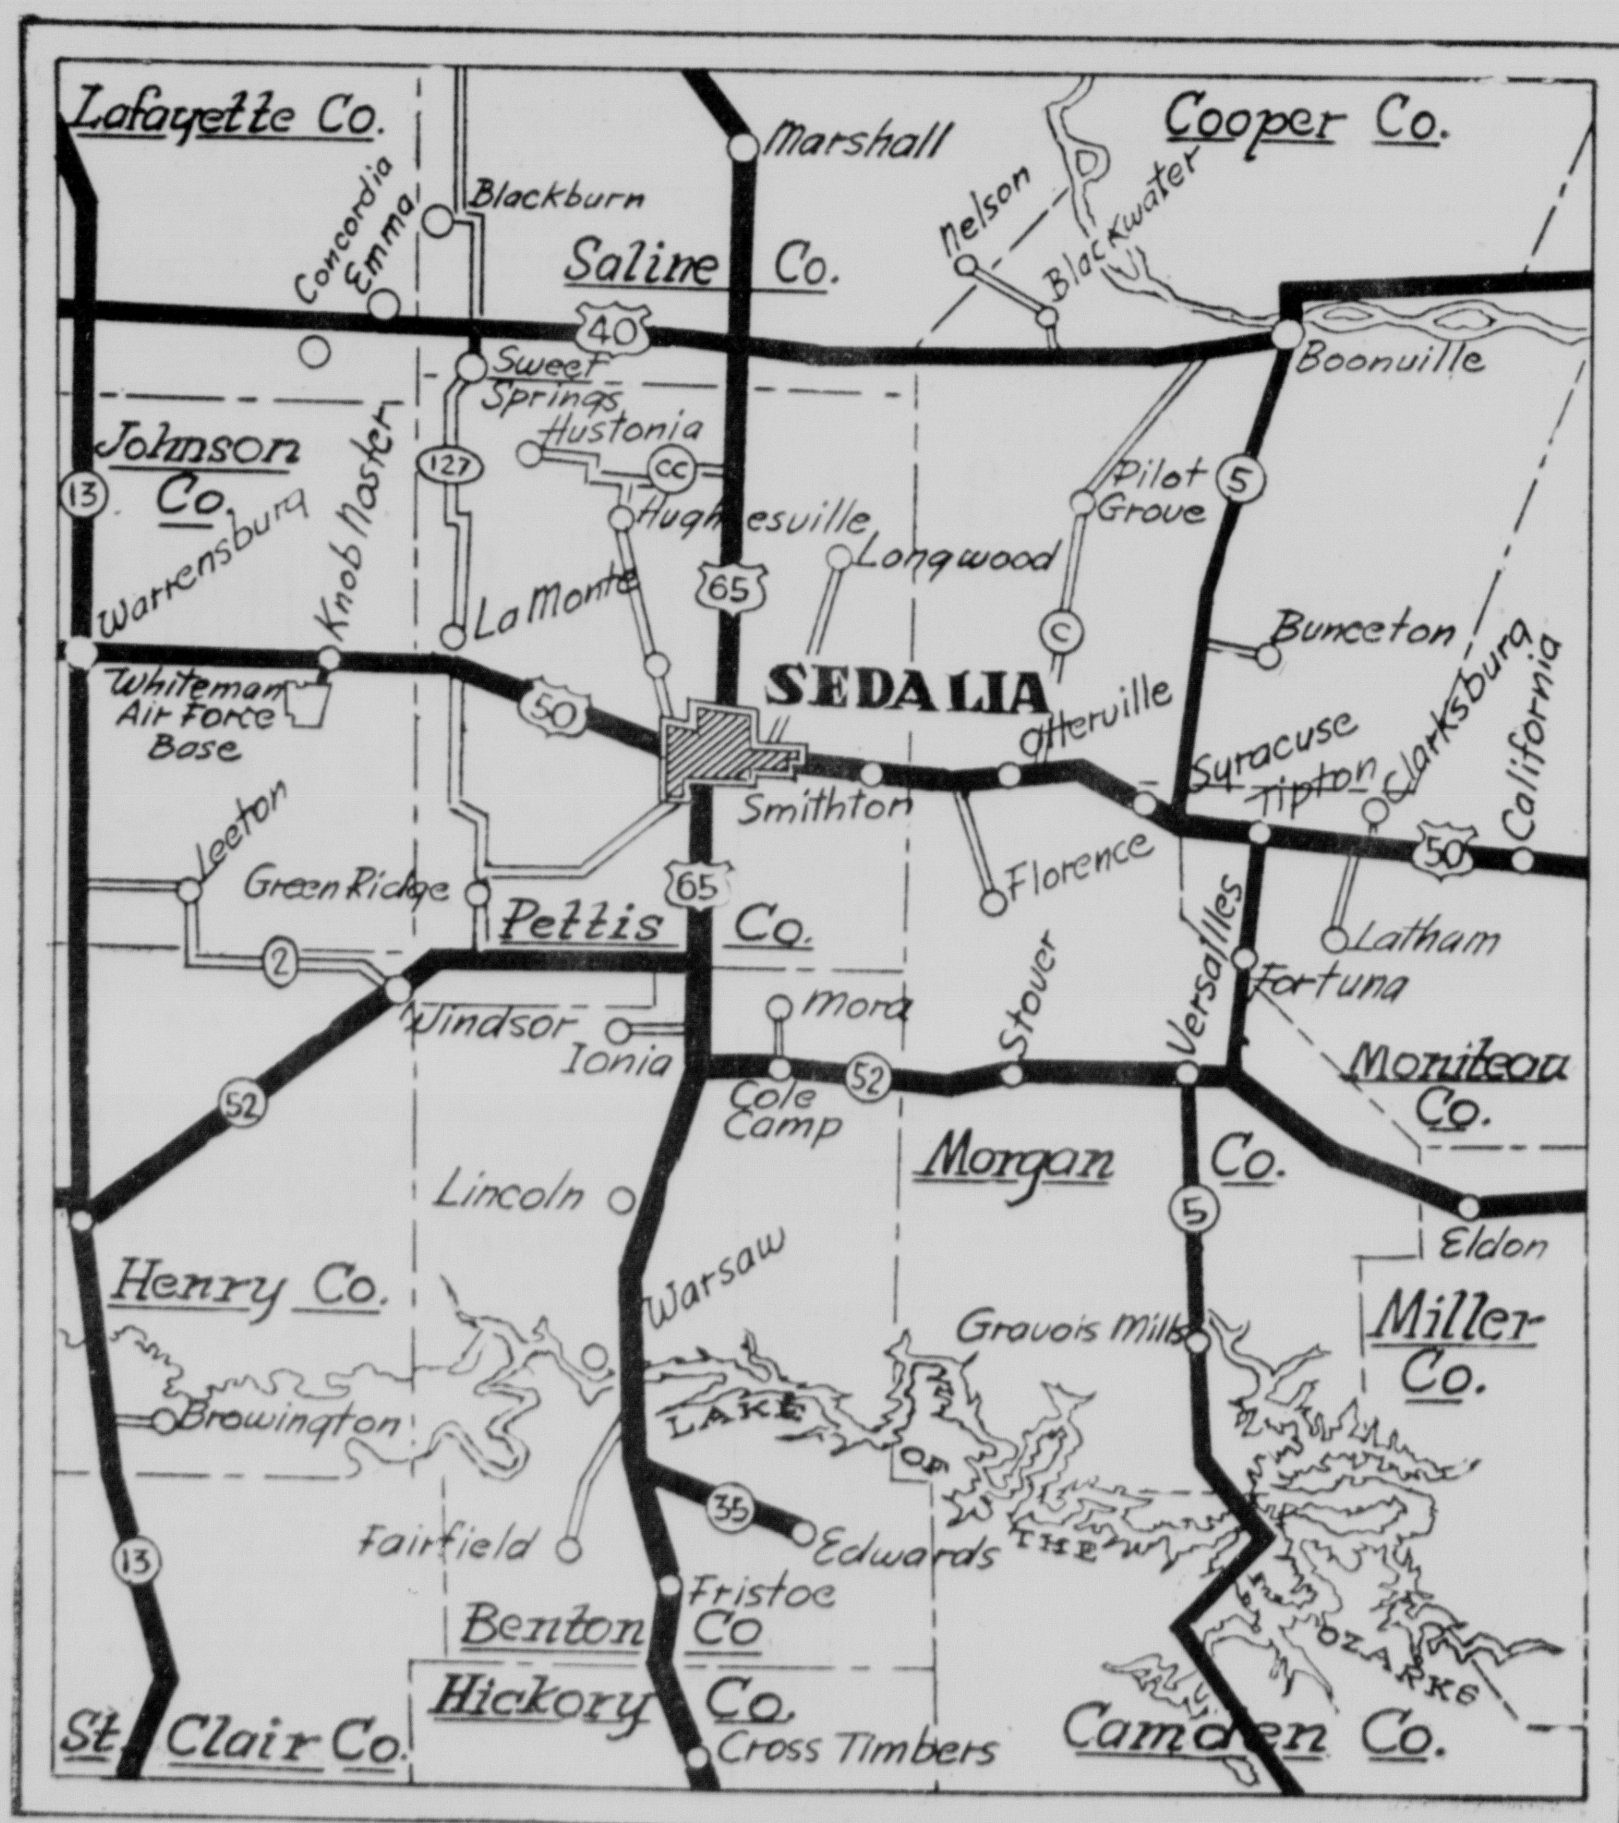 Lafayette Co.
Cooper Co.
Marshall
Concordia
Emma
Blackburn
Nelson
Blackwater
Saline Co.
40
Boonville
Sweet
Springs
Hustonia
CC
Johnson
Co.
13
127
Knob Naster
Warrensburg
Pilot
Grove
5
Hughesville
Longwood
65
La Monte
C
Bunceton
Clarksburg
California
Whiteman
Air Force
Base
50
SEDALIA
Otterville
Syracuse
Tipton
Smithton
50
Leeton
Green Ridge
65
Florence
Pettis Co.
Versailles
Latham
2
Stover
Fortuna
Windsor
Mora
Ionia
Moniteau
Co.
52
Cole
Camp
52
Morgan Co.
Lincoln
5
Eldon
Henry Co.
Warsaw
Miller
Co.
Gravois Mills
Browington
LAKE
OF
THE
OZARKS
35
Fairfield
Edwards
13
Fristoe
Benton Co
Hickory Co.
St. Clair Co.
Camden Co.
Cross Timbers